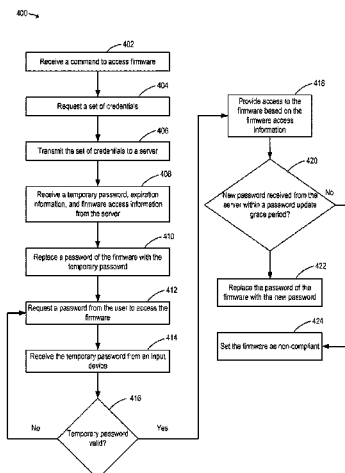 400
402
Receive a command to access firmware
404
Request a set of credentials
406
Transmit the set of credentials to a server
408
Receive a temporary password, expiration
information, and firmware access information
from the server
410
Replace a password of the firmware with the
temporary password
412
Request a password from the user to access the
firmware
414
Receive the temporary password from an input
device
416
Temporary password
valid?
No
Yes
418
Provide access to the
firmware based on the
firmware access
information
420
New password received from the
server within a password update
grace period?
No
422
Replace the password of the
firmware with the new password
424
Set the firmware as non-compliant